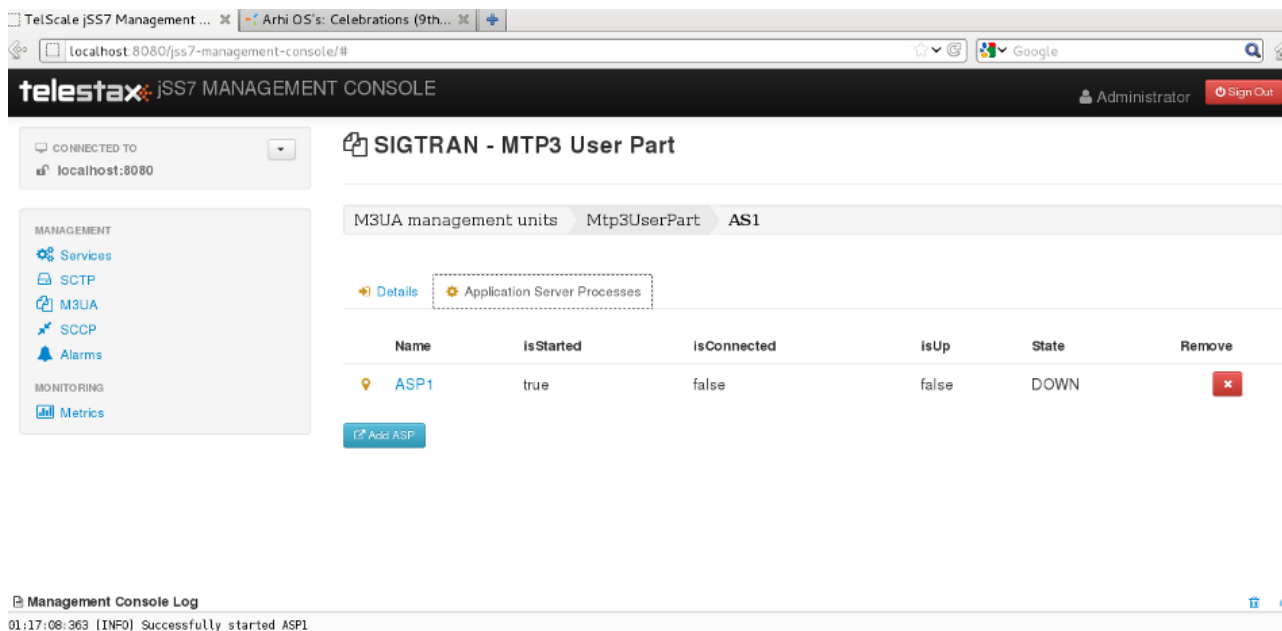 TelScale jSS7 Management ...
Arhi OS's: Celebrations (9th...
localhost:8080/jss7-management-console/#
Google
telestax jSS7 MANAGEMENT CONSOLE
Administrator
Sign Out
CONNECTED TO
localhost:8080
SIGTRAN - MTP3 User Part
M3UA management units Mtp3UserPart AS1
MANAGEMENT
Services
SCTP
M3UA
SCCP
Alarms
MONITORING
Metrics
Details
Application Server Processes
Name isStarted isConnected isUp State Remove
ASP1 true false false DOWN
Add ASP
Management Console Log
01:17:08:363 [INFO] Successfully started ASP1